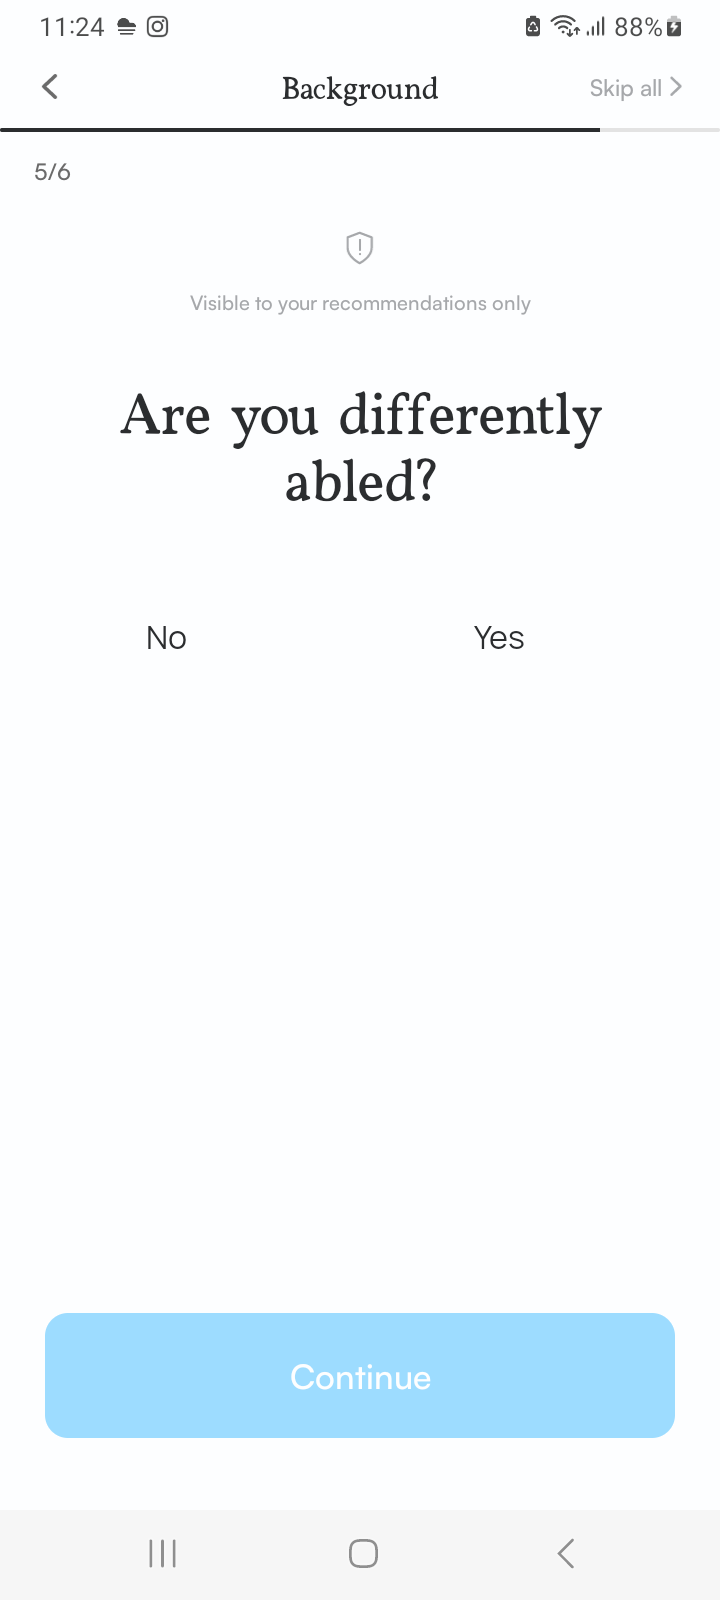 11:24 88%
Background Skip all
5/6
Visible to your recommendations only
Are you differently
abled?
No Yes
Continue